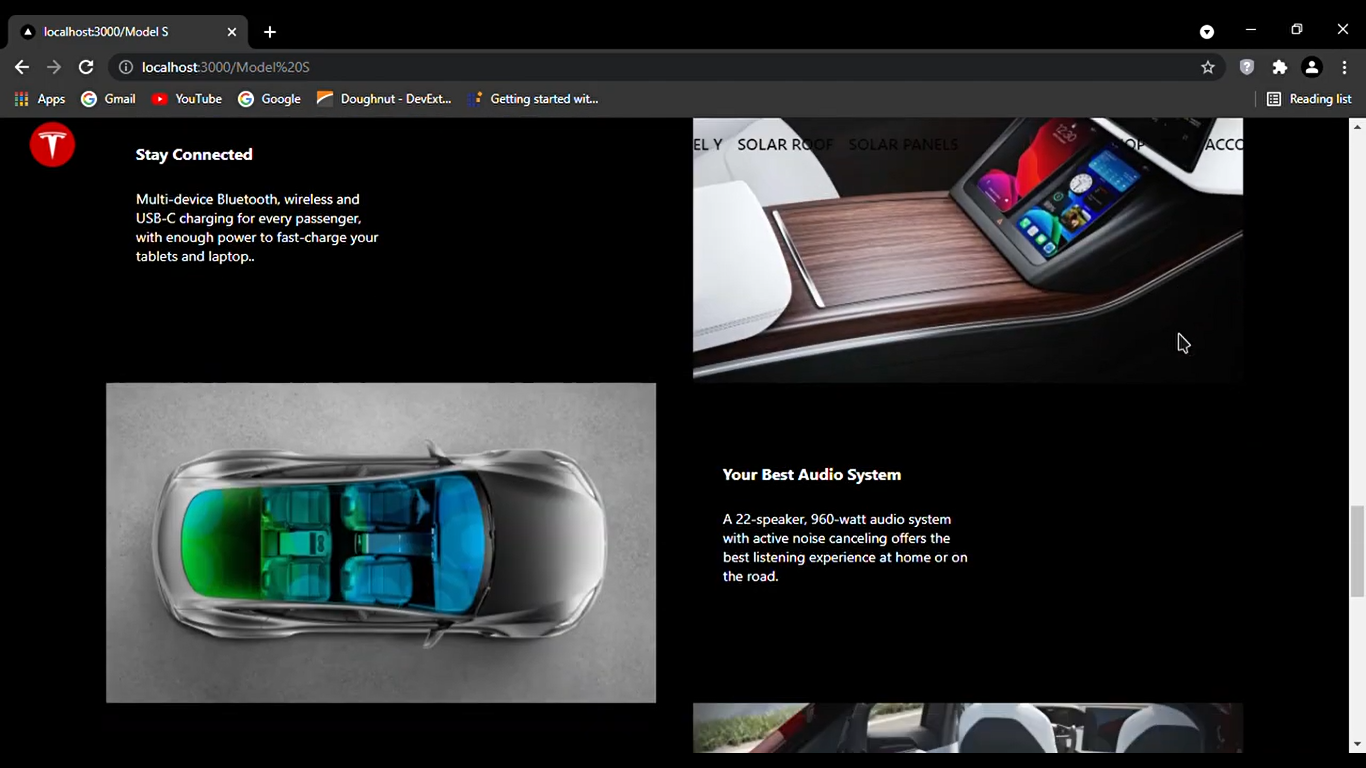 localhost:3000/Model S
localhost:3000/Model%20S
Apps
Gmail
YouTube
Google
Doughnut - DevExt...
Getting started wit...
Reading list
EL Y SOLAR ROOF SOLAR PANELS OP ACCO
12:30
Stay Connected
Multi-device Bluetooth, wireless and
USB-C charging for every passenger,
with enough power to fast-charge your
tablets and laptop..
Your Best Audio System
A 22-speaker, 960-watt audio system
with active noise canceling offers the
best listening experience at home or on
the road.